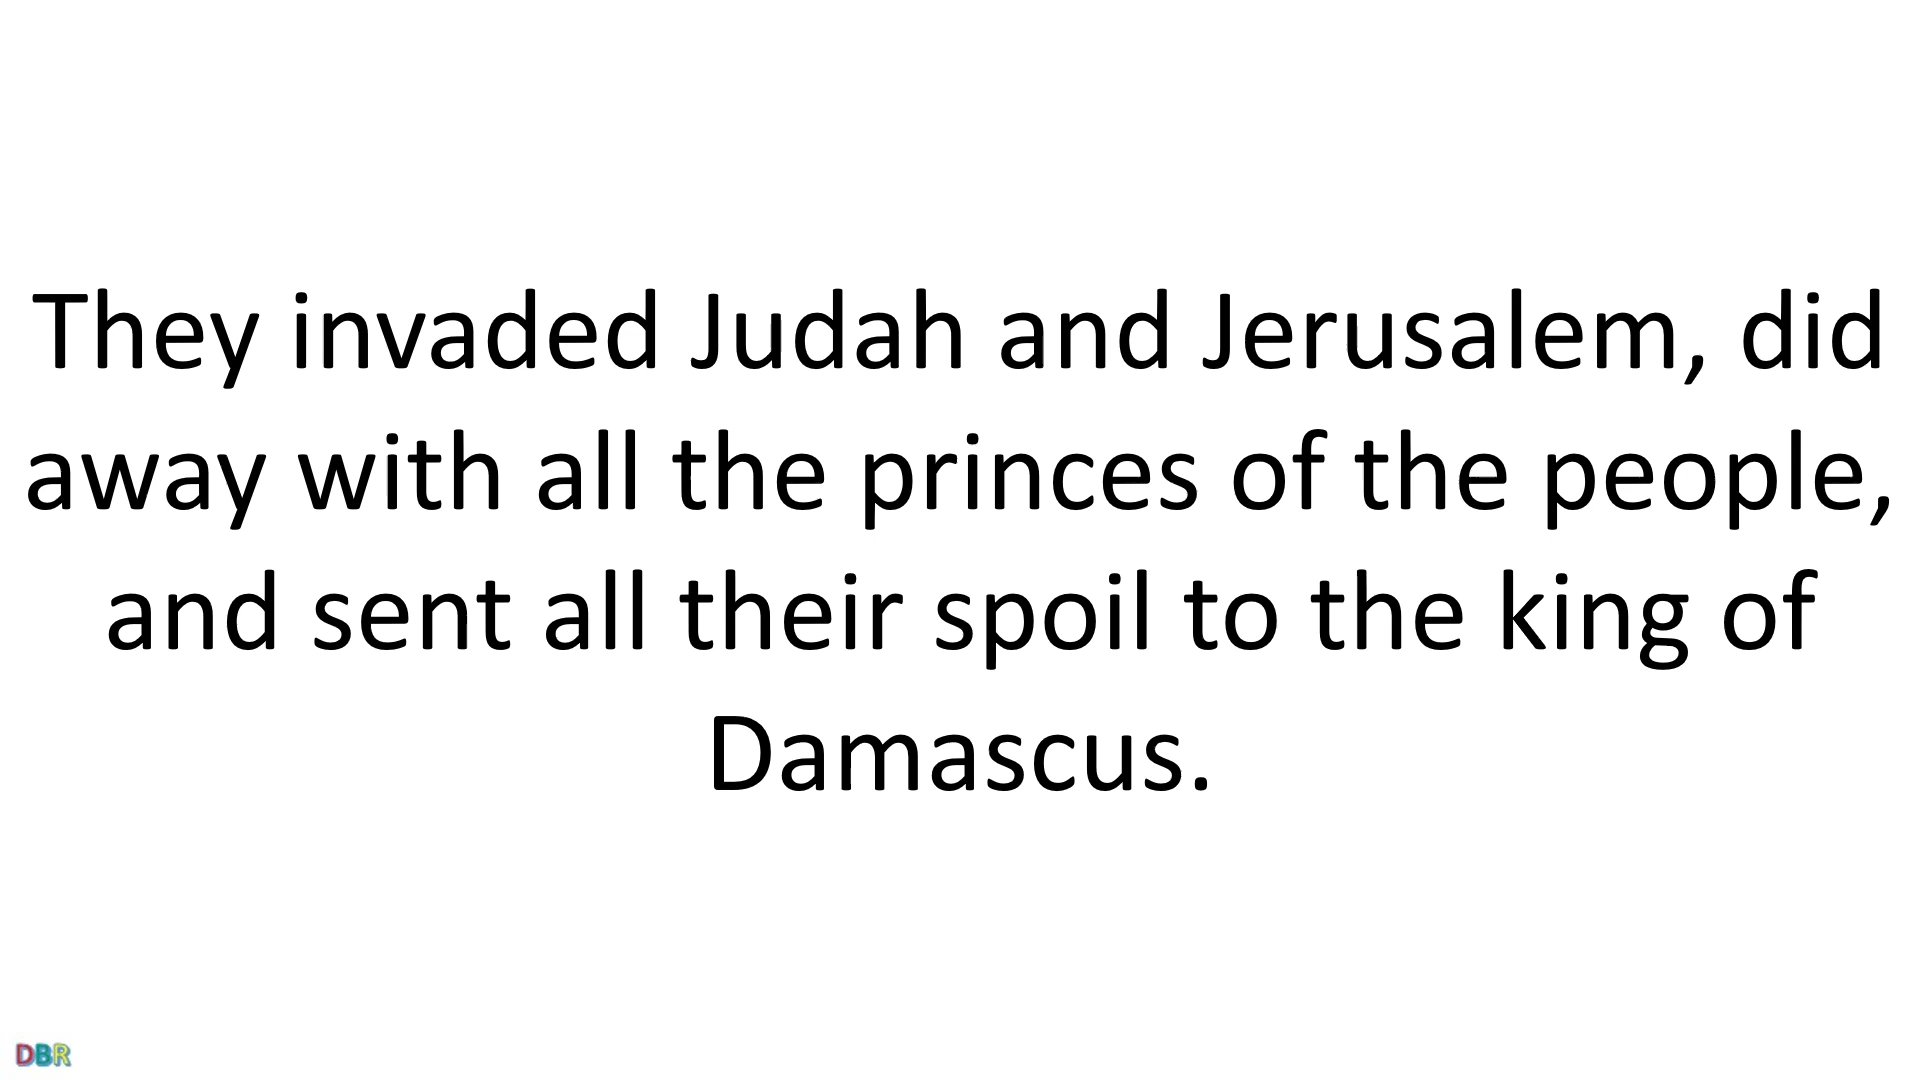 They invaded Judah and Jerusalem, did
away with all the princes of the people,
and sent all their spoil to the king of
Damascus.
DBR